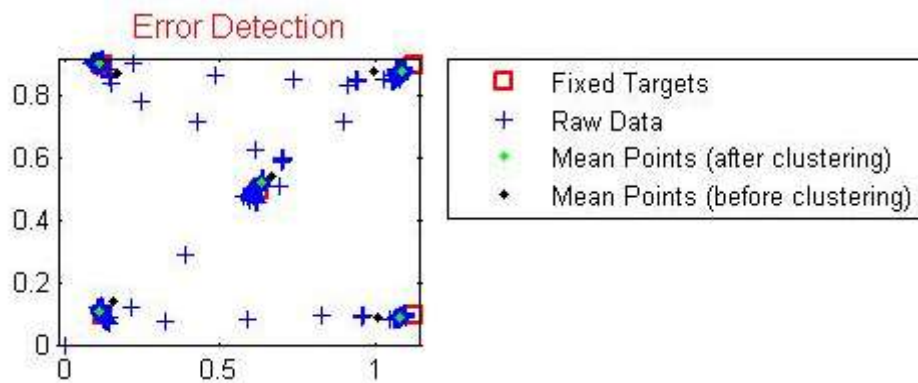 Error Detection
0.8
0.6
0.4
0.2
0
0
0.5
1
Fixed Targets
Raw Data
Mean Points (after clustering)
Mean Points (before clustering)